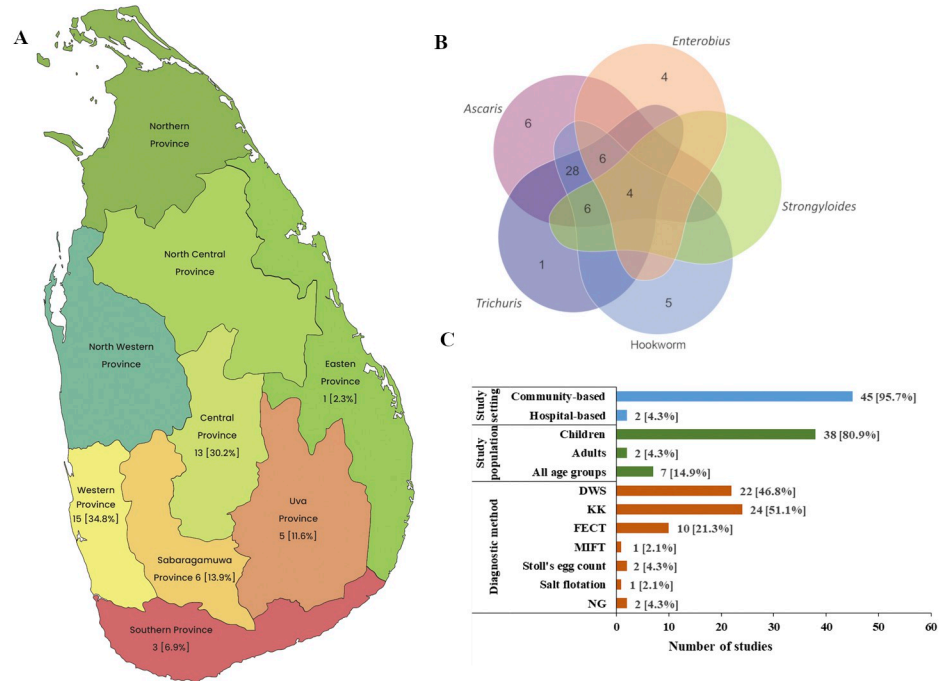 A
Northern
Province
North Central
Province
North Western
Province
Easten
Province
1 [2.3%]
Central
Province
13 [30.2%]
Western
Province
15 [34.8%]
Uva
Province
5 [11.6%]
Sabaragamuwa
Province 6 [13.9%]
Southern Province
3 [6.9%]
B
Enterobius
4
Ascaris
6
6
28
Strongyloides
4
6
Trichuris
1
5
Hookworm
C
Study
setting
Community-based
45 [95.7%]
Hospital-based
2 [4.3%]
Study
population
Children
38 [80.9%]
Adults
2 [4.3%]
All age groups
7 [14.9%]
Diagnostic method
DWS
22 [46.8%]
KK
24 [51.1%]
FECT
10 [21.3%]
MIFT
1 [2.1%]
Stoll's egg count
2 [4.3%]
Salt flotation
1 [2.1%]
NG
2 [4.3%]
0 20 40 60
Number of studies